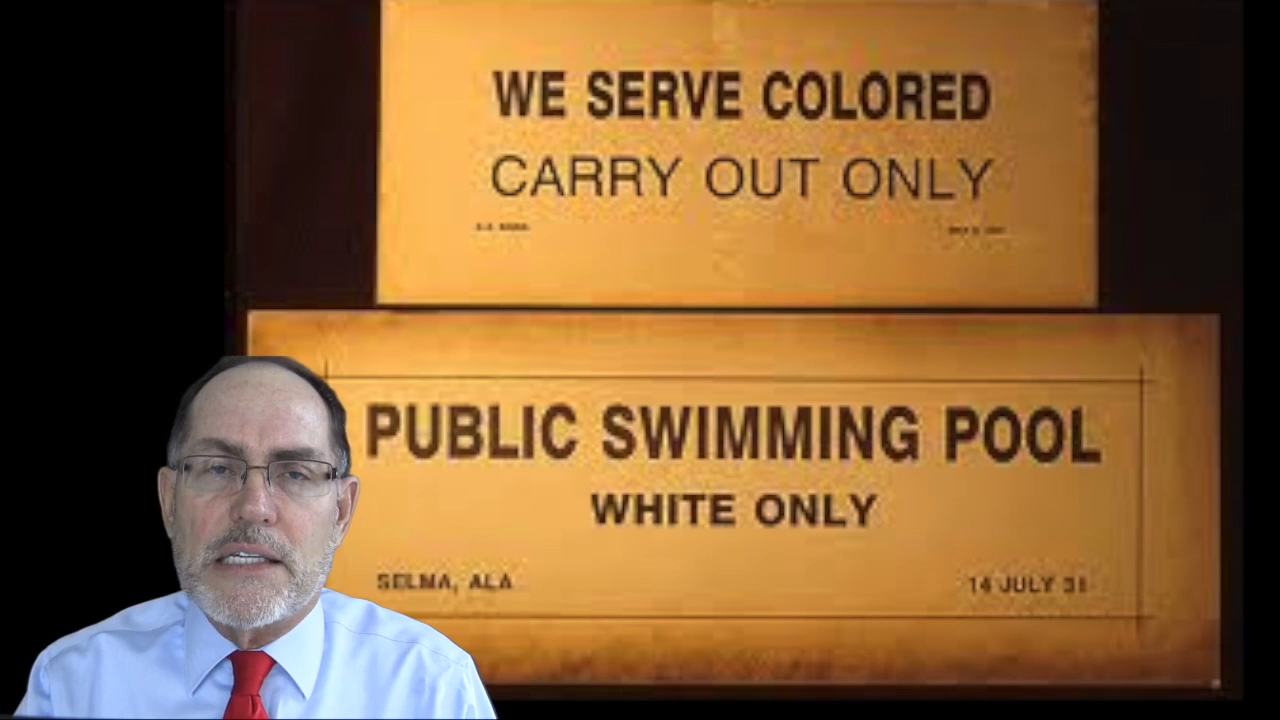 WE SERVE COLORED
CARRY OUT ONLY
PUBLIC SWIMMING POOL
WHITE ONLY
SELMA, ALA
14 JULY 31